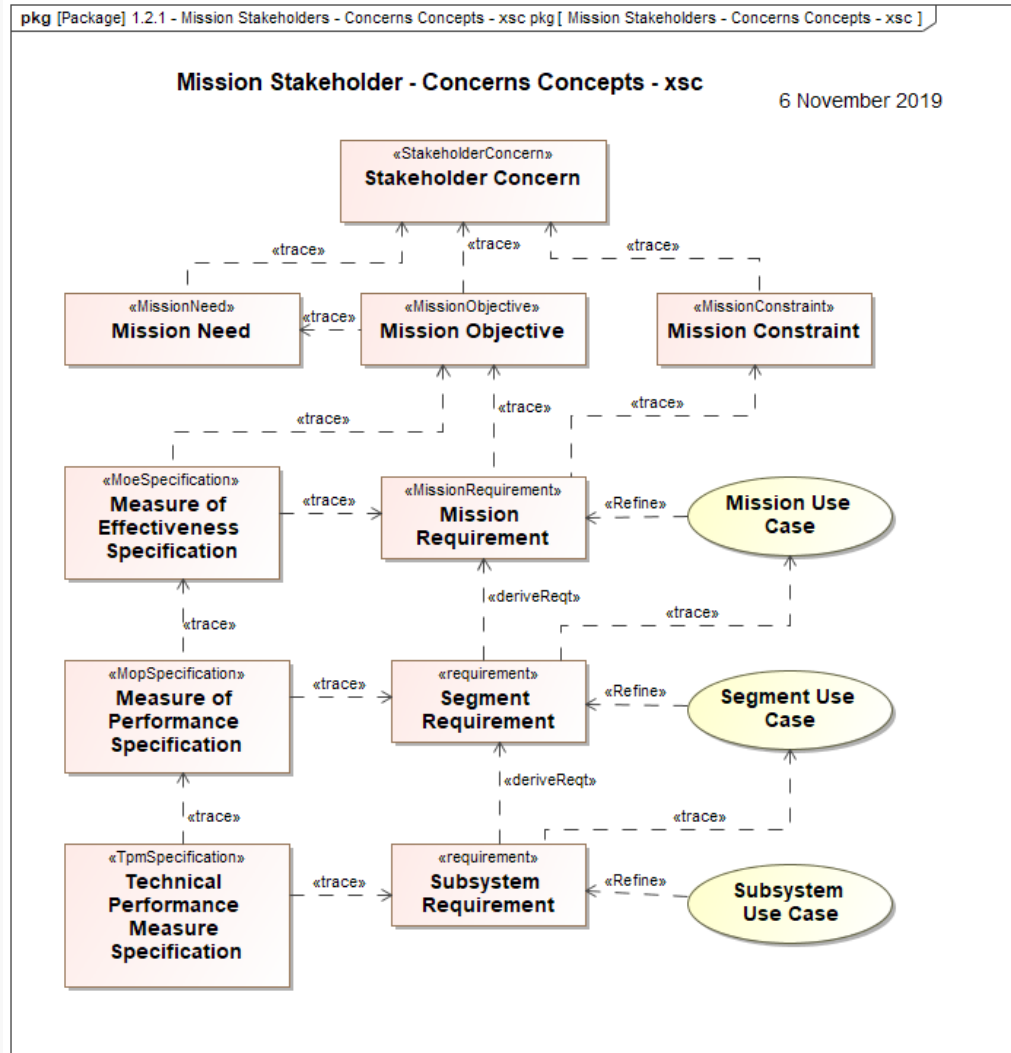 pkg [Package] 1.2.1 - Mission Stakeholders - Concerns Concepts - xsc pkg [ Mission Stakeholders - Concerns Concepts - xsc ]
Mission Stakeholder - Concerns Concepts - xsc
6 November 2019
«StakeholderConcern»
Stakeholder Concern
«trace»
«trace»
«trace»
«MissionNeed»
Mission Need
«trace»
«MissionObjective»
Mission Objective
«MissionConstraint»
Mission Constraint
«trace»
«trace»
«trace»
«MoeSpecification»
Measure of
Effectiveness
Specification
«trace»
«MissionRequirement»
Mission
Requirement
«Refine»
Mission Use
Case
«trace»
«deriveReqt»
«trace»
«MopSpecification»
Measure of
Performance
Specification
«trace»
«requirement»
Segment
Requirement
«Refine»
Segment Use
Case
«trace»
«deriveReqt»
«trace»
«TpmSpecification»
Technical
Performance
Measure
Specification
«trace»
«requirement»
Subsystem
Requirement
«Refine»
Subsystem
Use Case